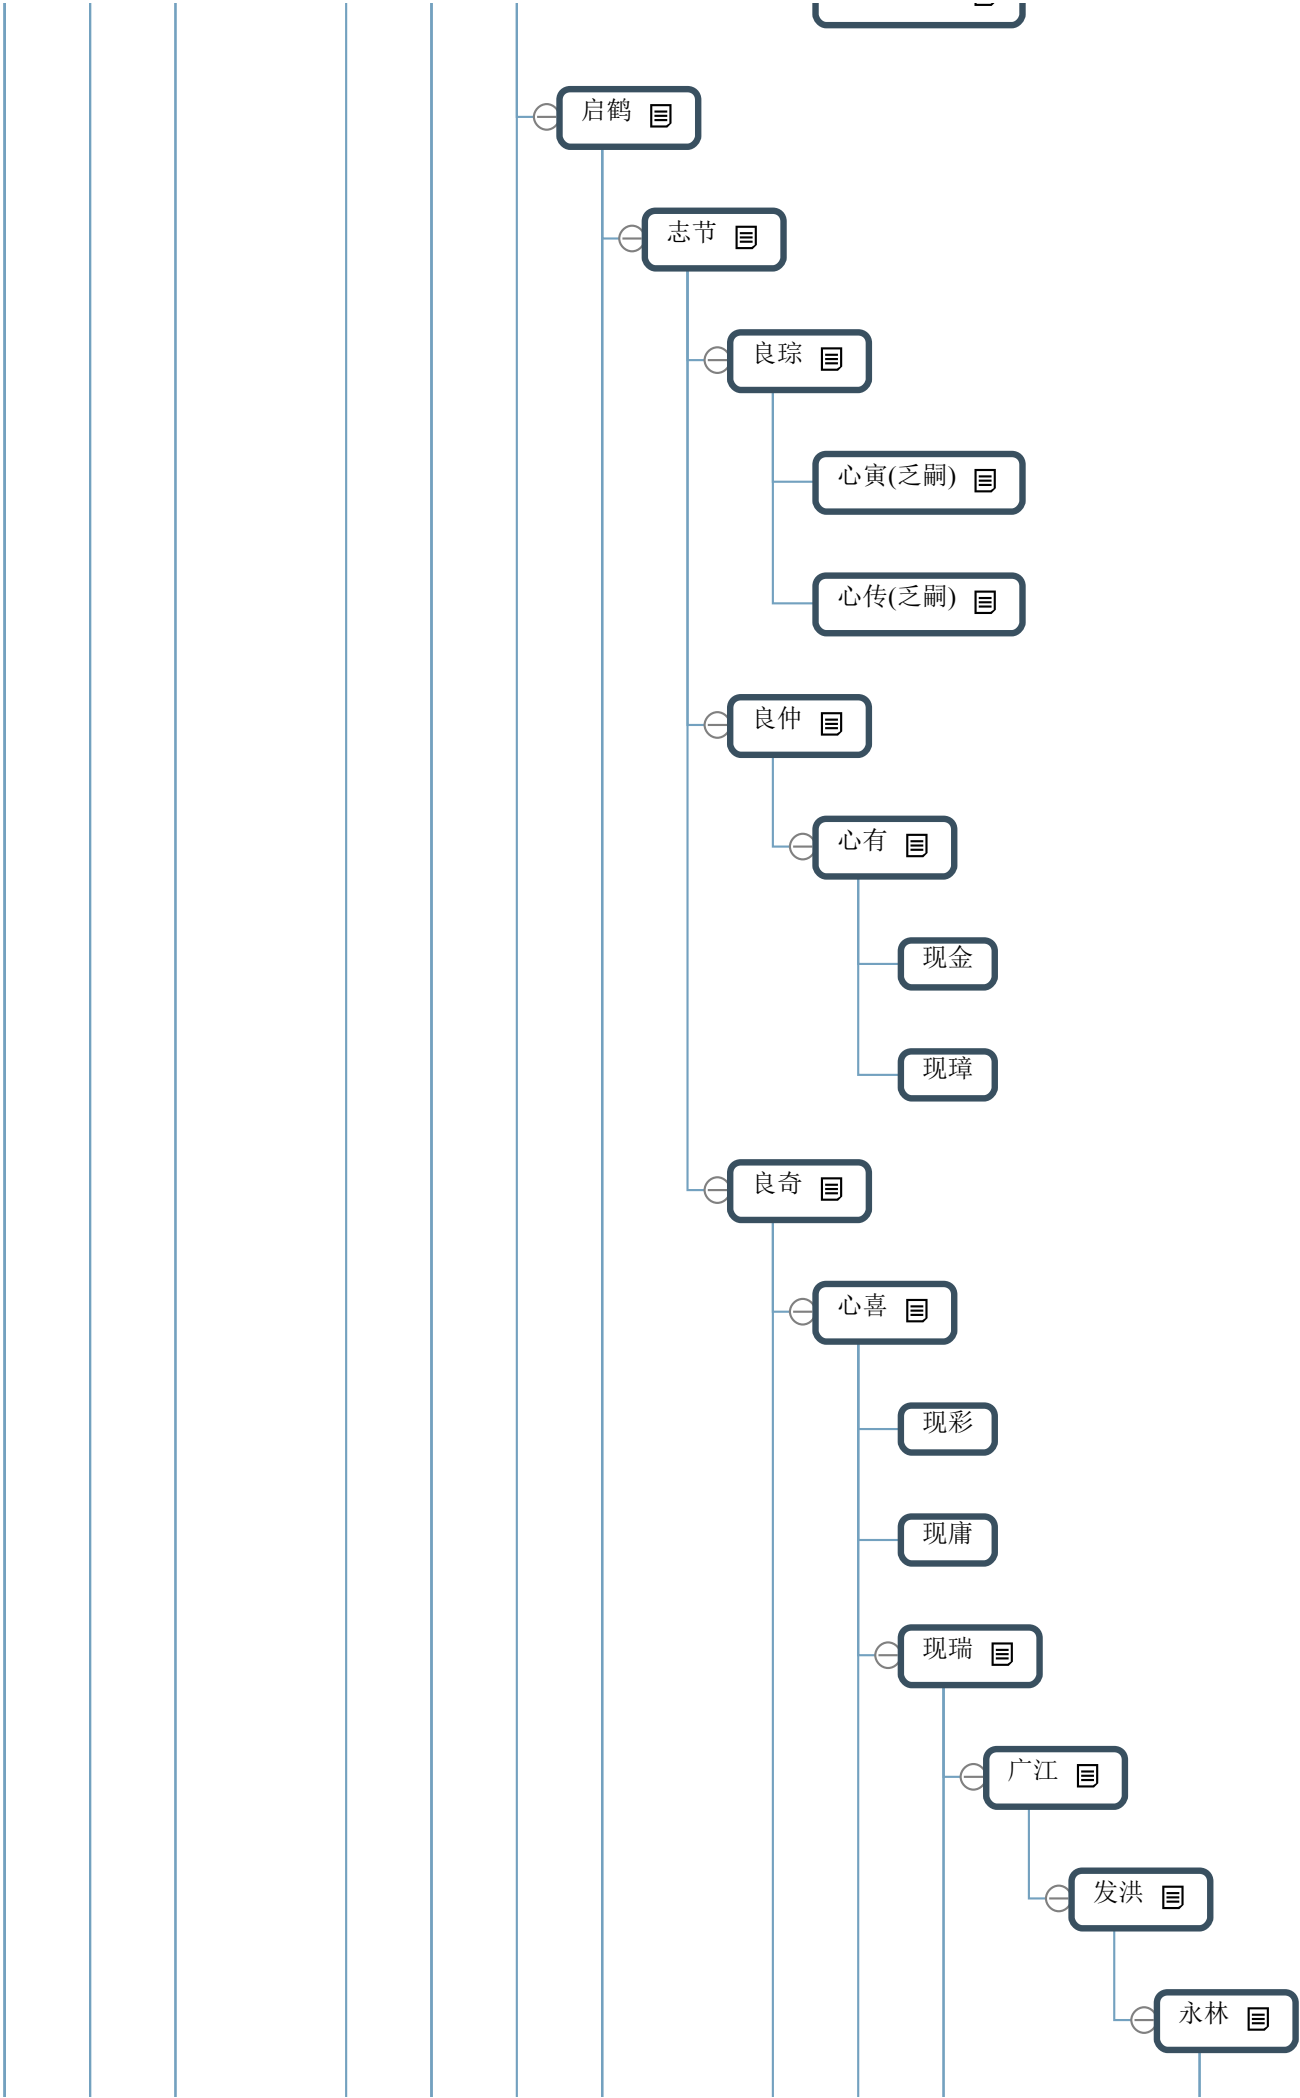 启鹤
志节
良琮
心寅(乏嗣)
心传(乏嗣)
良仲
心有
现金
现璋
良奇
心喜
现彩
现庸
现瑞
广江
发洪
永林